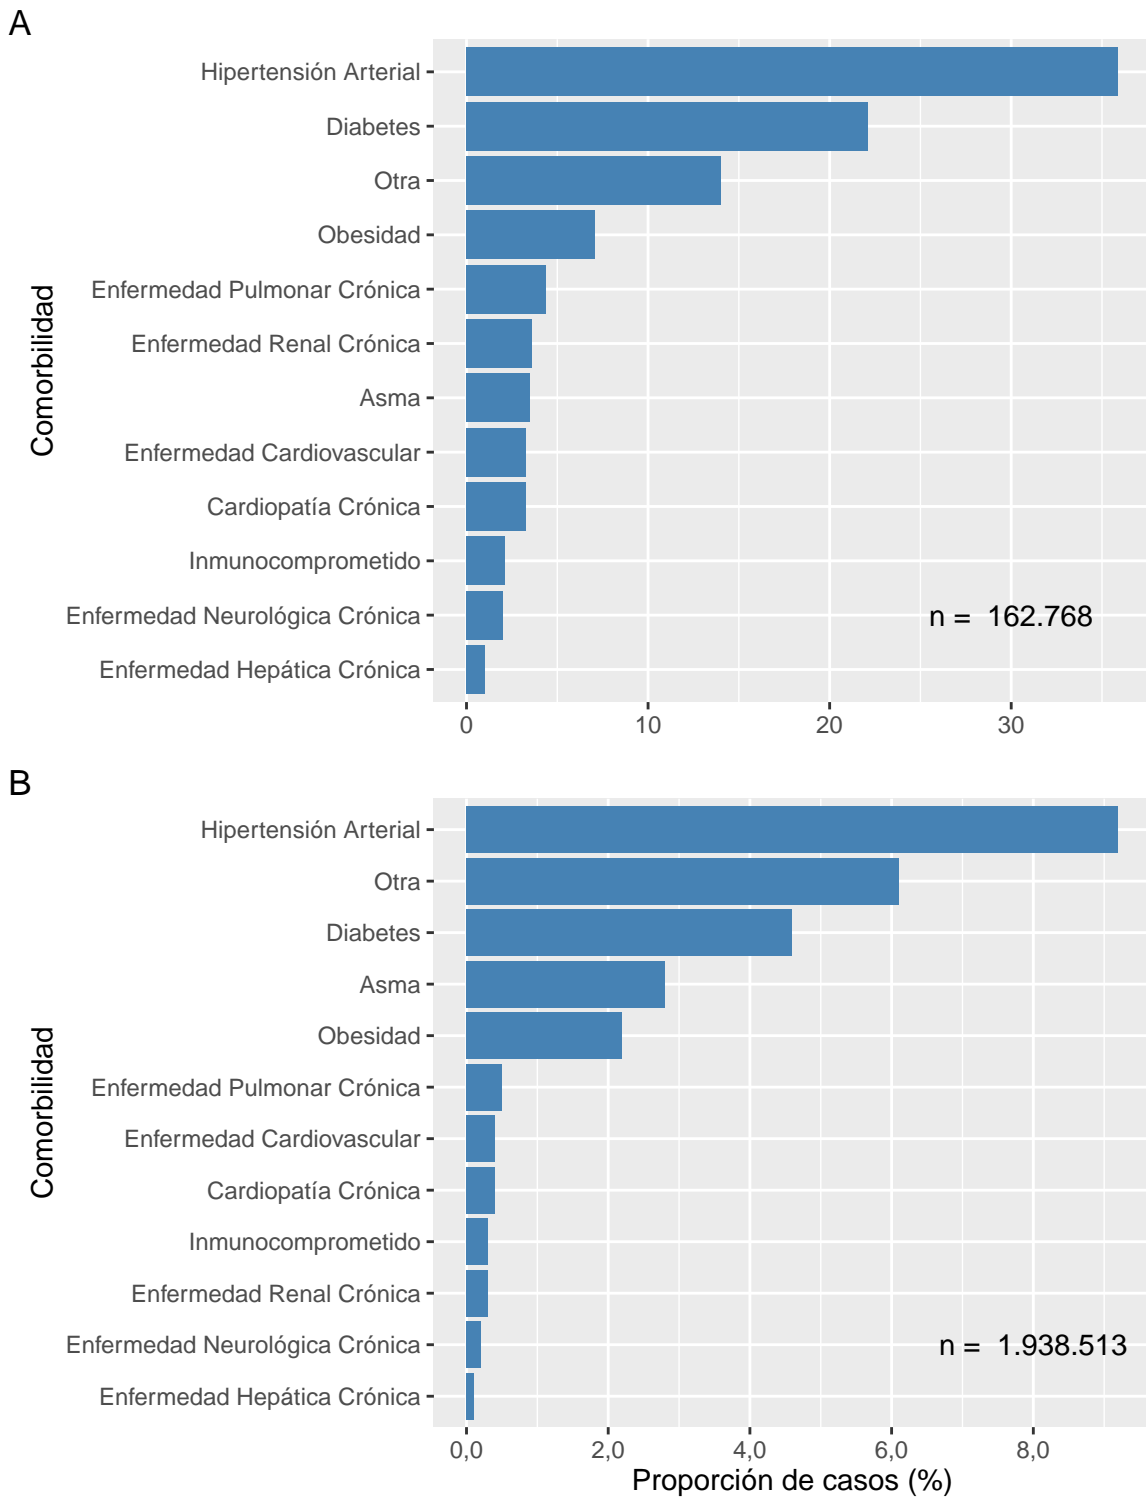 A
Hipertensión Arterial
Diabetes
Otra
Obesidad
Enfermedad Pulmonar Crónica
Enfermedad Renal Crónica
Asma
Enfermedad Cardiovascular
Cardiopatía Crónica
Inmunocomprometido
Enfermedad Neurológica Crónica
Enfermedad Hepática Crónica
Comorbilidad
n = 162.768
0 10 20 30
B
Hipertensión Arterial
Otra
Diabetes
Asma
Obesidad
Enfermedad Pulmonar Crónica
Enfermedad Cardiovascular
Cardiopatía Crónica
Inmunocomprometido
Enfermedad Renal Crónica
Enfermedad Neurológica Crónica
Enfermedad Hepática Crónica
Comorbilidad
n = 1.938.513
0,0 2,0 4,0 6,0 8,0
Proporción de casos (%)